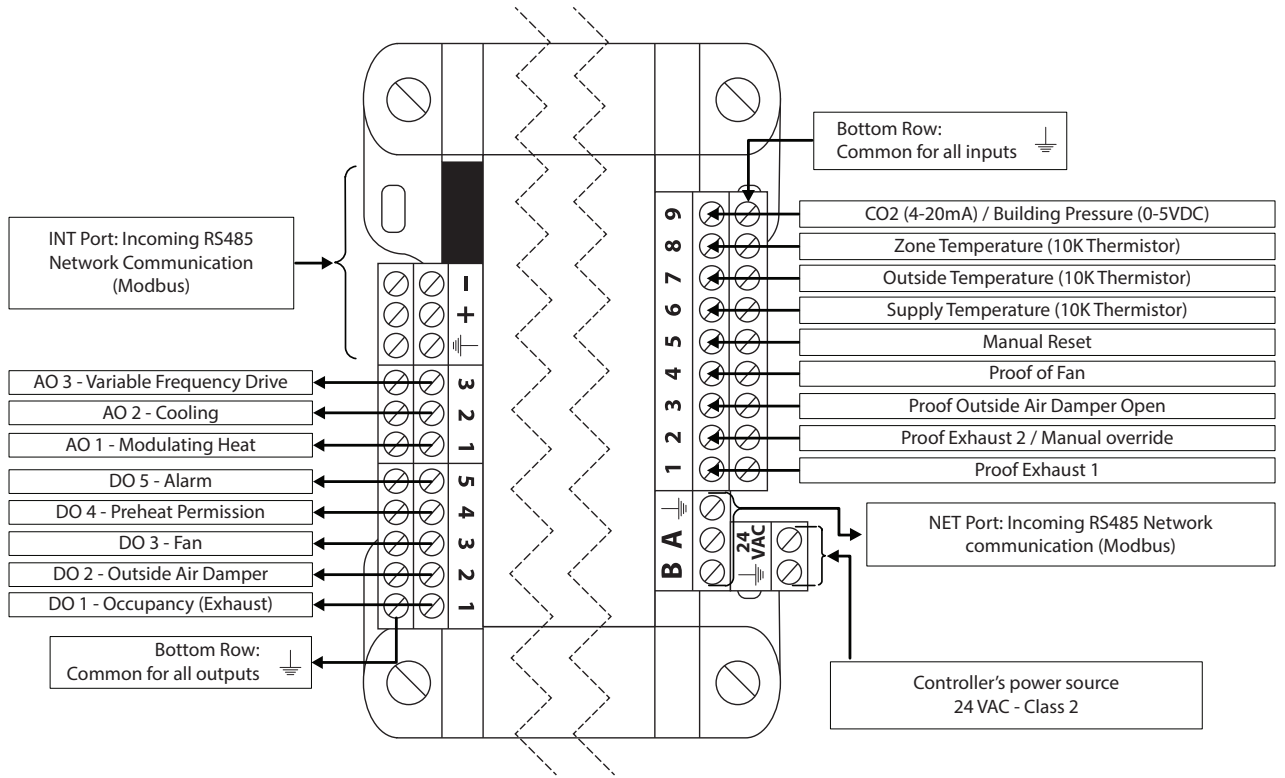 Bottom Row:
Common for all inputs
INT Port: Incoming RS485
Network Communication
(Modbus)
-
+
3
2
1
5
4
3
2
1
AO 3 - Variable Frequency Drive
AO 2 - Cooling
AO 1 - Modulating Heat
DO 5 - Alarm
DO 4 - Preheat Permission
DO 3 - Fan
DO 2 - Outside Air Damper
DO 1 - Occupancy (Exhaust)
Bottom Row:
Common for all outputs
9
8
7
6
5
4
3
2
1
A
B
24
VAC
CO2 (4-20mA) / Building Pressure (0-5VDC)
Zone Temperature (10K Thermistor)
Outside Temperature (10K Thermistor)
Supply Temperature (10K Thermistor)
Manual Reset
Proof of Fan
Proof Outside Air Damper Open
Proof Exhaust 2 / Manual override
Proof Exhaust 1
NET Port: Incoming RS485 Network
communication (Modbus)
Controller's power source
24 VAC - Class 2